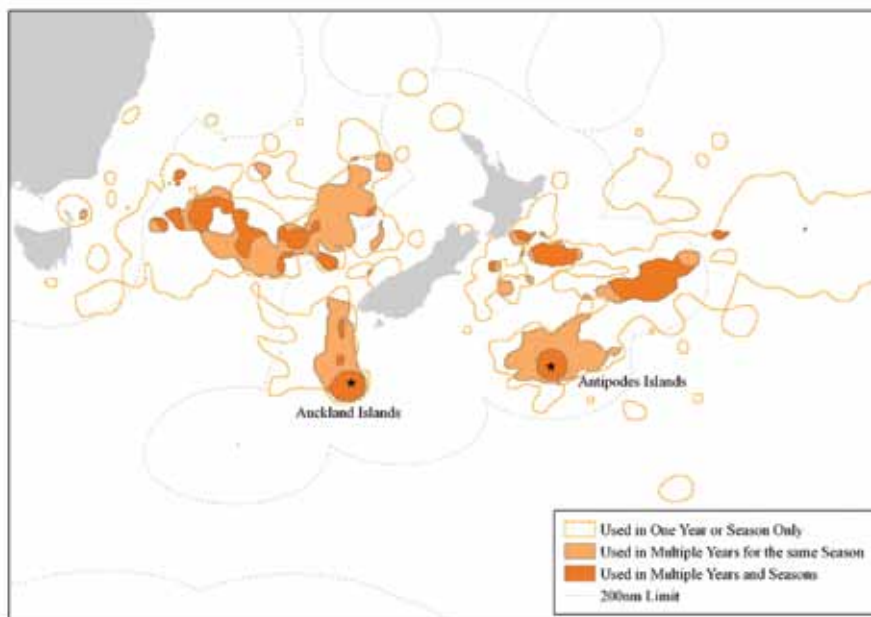 Antipodes Islands
Auckland Islands
Used in One Year or Season Only
Used in Multiple Years for the same Season
Used in Multiple Years and Seasons
200nm Limit